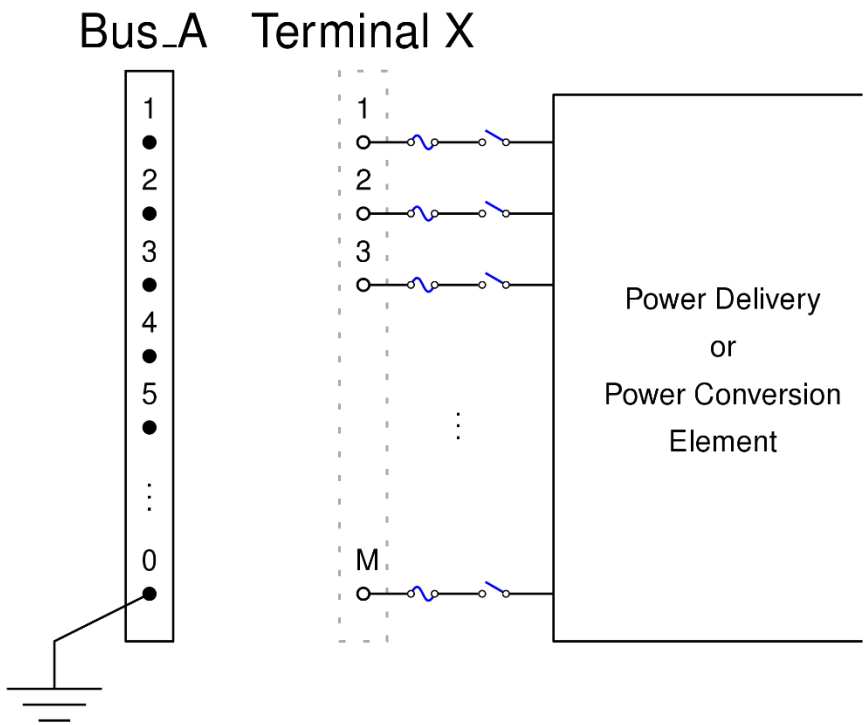 Bus_A Terminal X
1 1
2 2
3 3
4
5
⋮ ⋮
0 M
Power Delivery
or
Power Conversion
Element